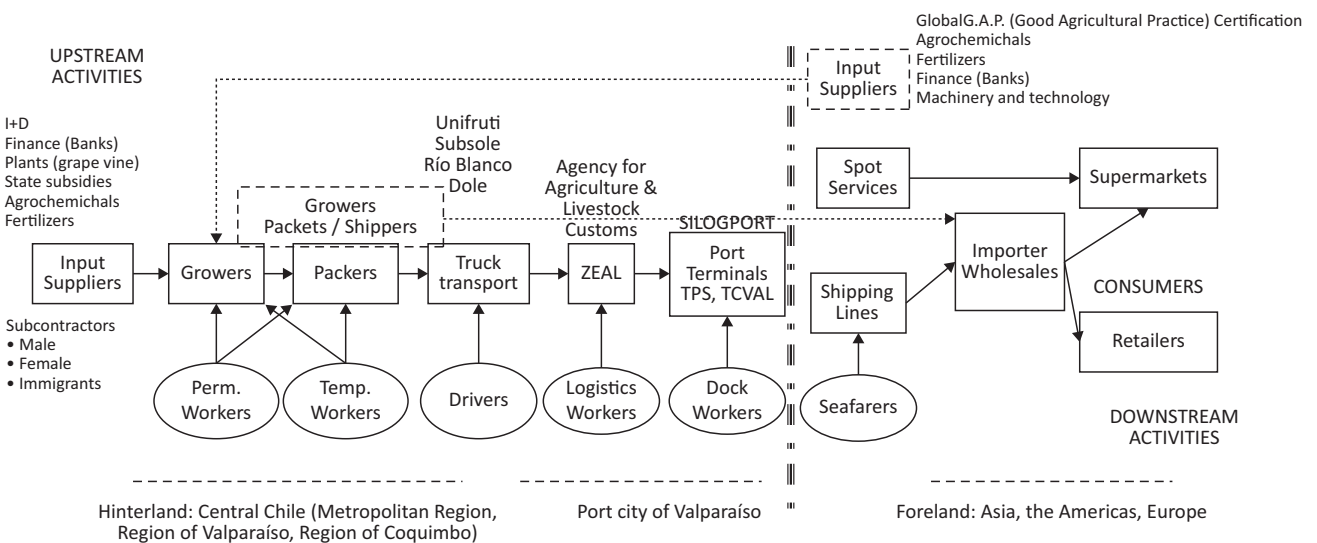 GlobalG.A.P. (Good Agricultural Practice) Certification
Agrochemichals
Fertilizers
Finance (Banks)
Machinery and technology
Input
Suppliers
UPSTREAM
ACTIVITIES
I+D
Finance (Banks)
Plants (grape vine)
State subsidies
Agrochemichals
Fertilizers
Unifruti
Subsole
Río Blanco
Dole
Growers
Packets / Shippers
Agency for
Agriculture &
Livestock
Customs
SILOGPORT
Spot
Services
Supermarkets
Input
Suppliers
Growers
Packers
Truck
transport
ZEAL
Port
Terminals
TPS, TCVAL
Shipping
Lines
Importer
Wholesales
CONSUMERS
Retailers
Subcontractors
• Male
• Female
• Immigrants
Perm.
Workers
Temp.
Workers
Drivers
Logistics
Workers
Dock
Workers
Seafarers
DOWNSTREAM
ACTIVITIES
Hinterland: Central Chile (Metropolitan Region,
Region of Valparaíso, Region of Coquimbo)
Port city of Valparaíso
Foreland: Asia, the Americas, Europe